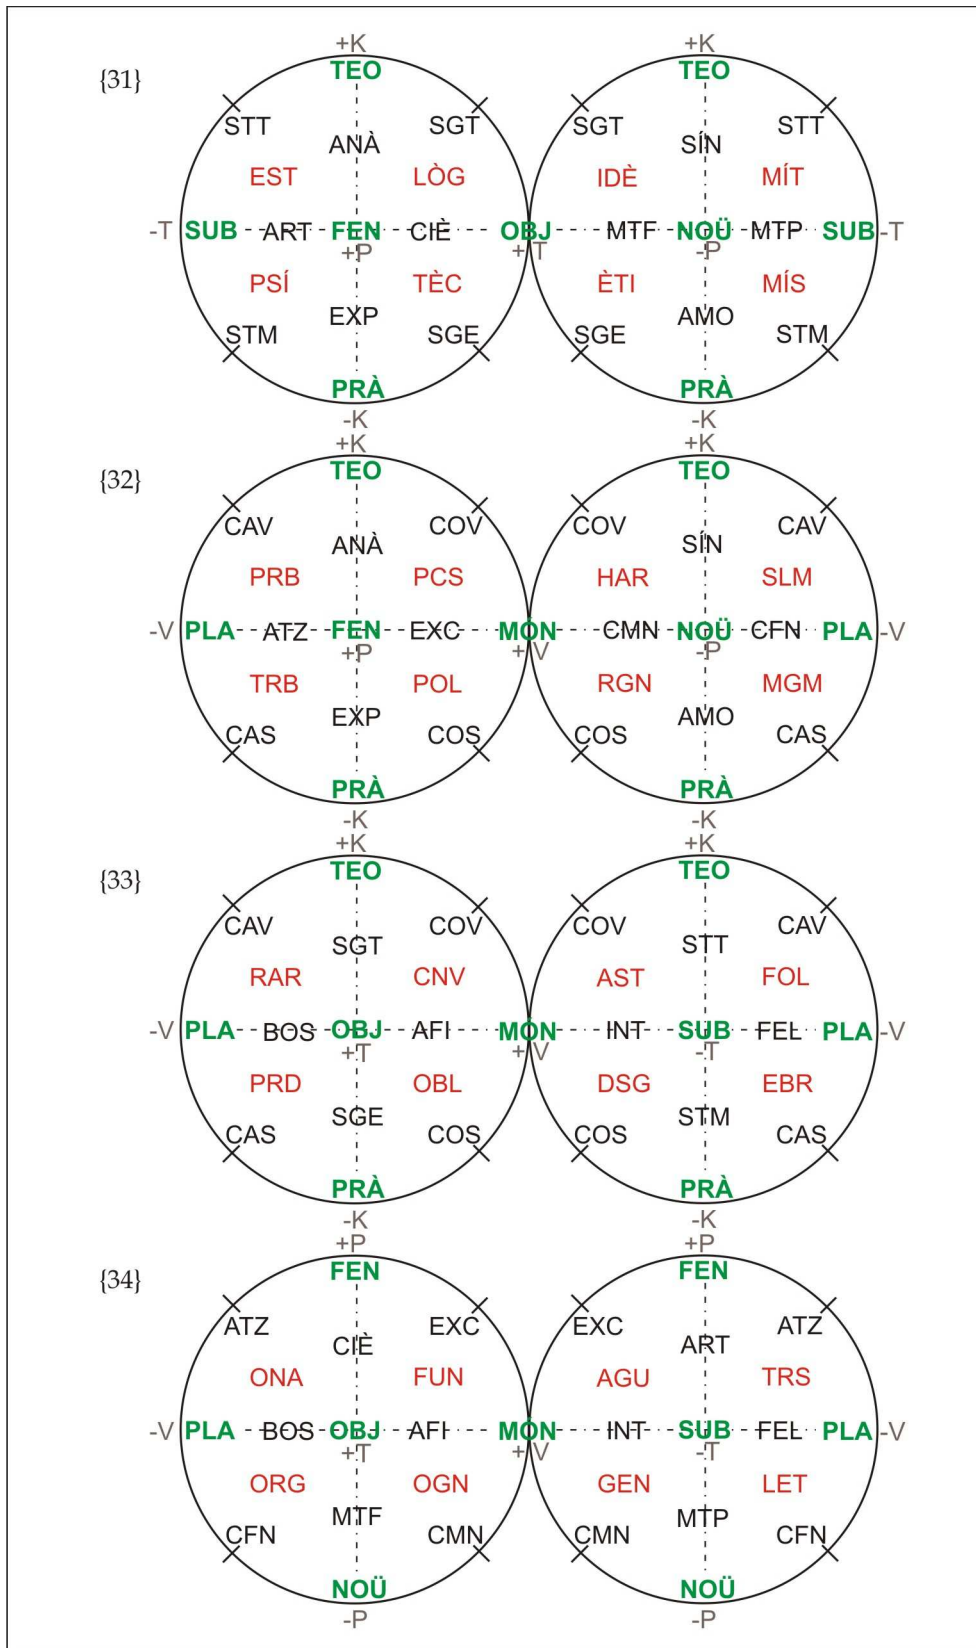 +K +K
{31} TEO TEO
STT SGT SGT STT
ANÀ SÍN
EST LÒG IDÈ MÍT
-T SUB ART FEN CIÈ OBJ MTF NOÜ MTP SUB -T
+P +T -P
PSÍ TÈC ÈTI MÍS
EXP AMO
STM SGE SGE STM
PRÀ PRÀ
-K -K
+K +K
{32} TEO TEO
CAV COV COV CAV
ANÀ SÍN
PRB PCS HAR SLM
-V PLA ATZ FEN EXC MON CMN NOÜ CFN PLA -V
+P +V -P
TRB POL RGN MGM
EXP AMO
CAS COS COS CAS
PRÀ PRÀ
-K -K
+K +K
{33} TEO TEO
CAV COV COV CAV
SGT STT
RAR CNV AST FOL
-V PLA BOS OBJ AFI MON INT SUB FEL PLA -V
+T +V -T
PRD OBL DSG EBR
SGE STM
CAS COS COS CAS
PRÀ PRÀ
-K -K
+P +P
{34} FEN FEN
ATZ EXC EXC ATZ
CIÈ ART
ONA FUN AGU TRS
-V PLA BOS OBJ AFI MON INT SUB FEL PLA -V
+T +V -T
ORG OGN GEN LET
MTF MTP
CFN CMN CMN CFN
NOÜ NOÜ
-P -P